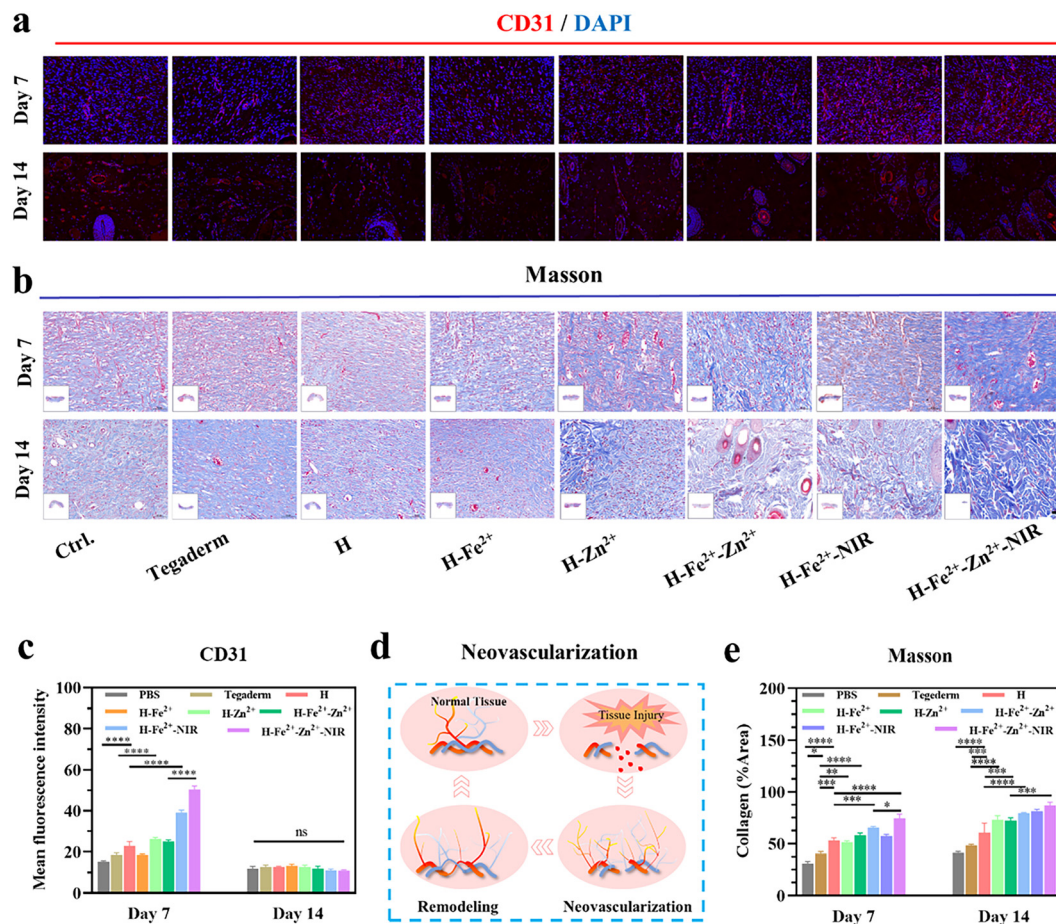 a
CD31 / DAPI
Day 7
Day 14
b
Masson
Day 7
Day 14
Ctrl.
Tegaderm
H
H-Fe²⁺
H-Zn²⁺
H-Fe²⁺-Zn²⁺
H-Fe²⁺-NIR
H-Fe²⁺-Zn²⁺-NIR
c
CD31
Mean fluorescence intensity
100
80
60
40
20
0
PBS Tegaderm H
H-Fe²⁺ H-Zn²⁺ H-Fe²⁺-Zn²⁺
H-Fe²⁺-NIR H-Fe²⁺-Zn²⁺-NIR
****
****
****
****
ns
Day 7 Day 14
d
Neovascularization
Normal Tissue
Tissue Injury
Remodeling
Neovascularization
e
Masson
Collagen (%Area)
200
150
100
50
0
PBS Tegederm H
H-Fe²⁺ H-Zn²⁺ H-Fe²⁺-Zn²⁺
H-Fe²⁺-NIR H-Fe²⁺-Zn²⁺-NIR
****
*
****
**
***
****
***
*
****
***
****
***
****
***
Day 7 Day 14